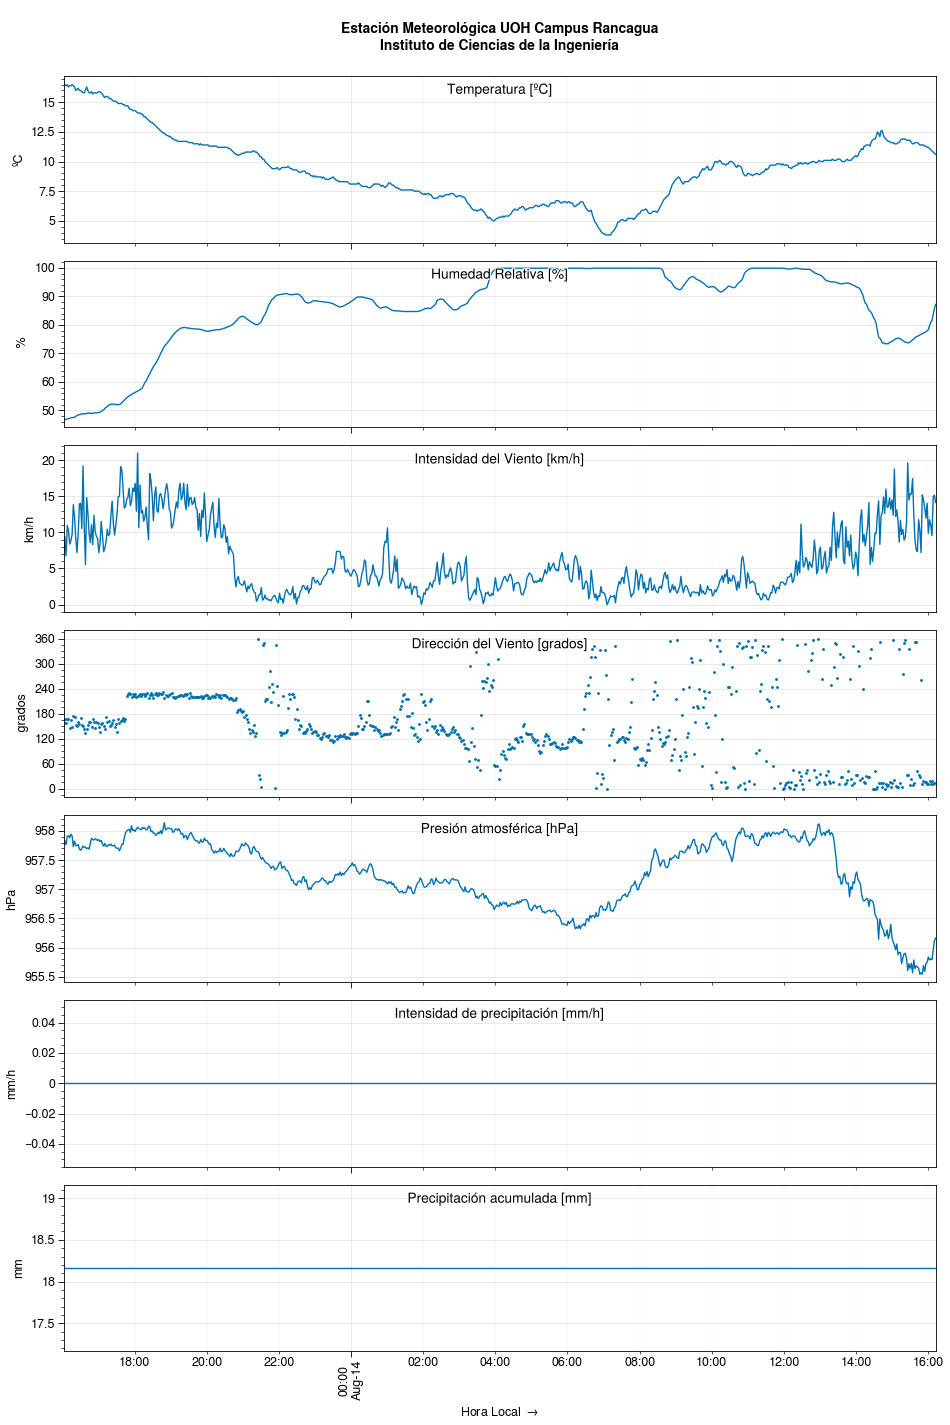 Estación Meteorológica UOH Campus Rancagua
Instituto de Ciencias de la Ingeniería
Temperatura [ºC]
15
12.5
10
7.5
5
ºC
Humedad Relativa [%]
100
90
80
70
60
50
%
Intensidad del Viento [km/h]
20
15
10
5
0
km/h
Dirección del Viento [grados]
360
300
240
180
120
60
0
grados
Presión atmosférica [hPa]
958
957.5
957
956.5
956
955.5
hPa
Intensidad de precipitación [mm/h]
0.04
0.02
0
−0.02
−0.04
mm/h
Precipitación acumulada [mm]
19
18.5
18
17.5
mm
18:00 20:00 22:00 00:00 02:00 04:00 06:00 08:00 10:00 12:00 14:00 16:00
Aug-14
Hora Local →